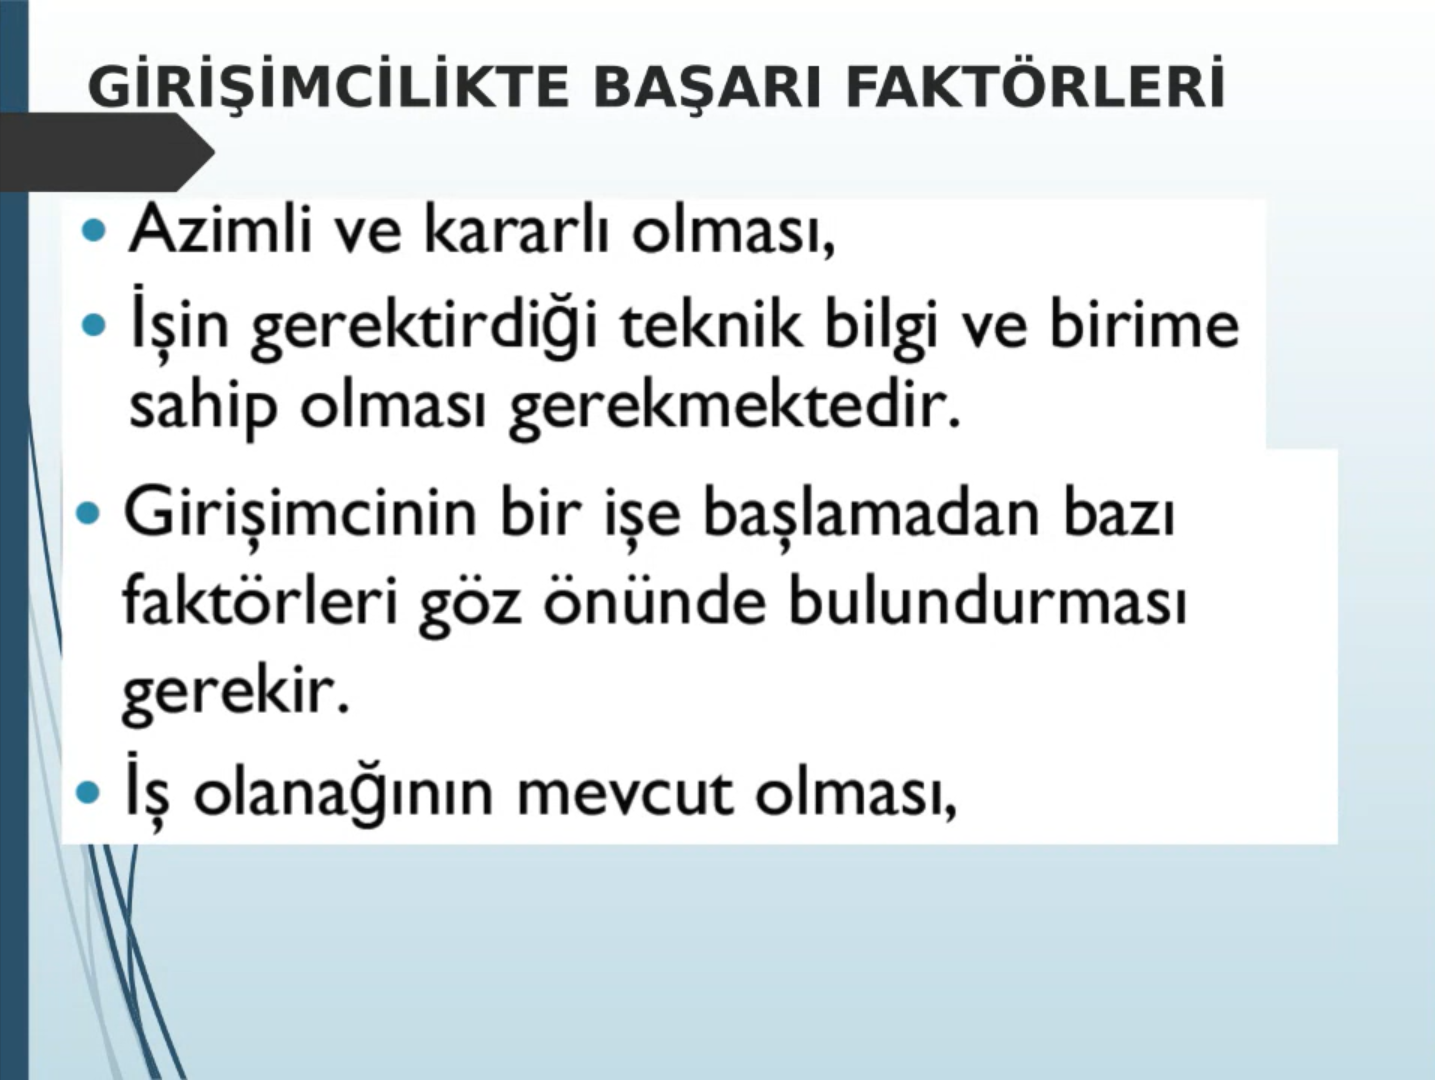 GİRİŞİMCİLİKTE BAŞARI FAKTÖRLERİ
• Azimli ve kararlı olması,
• İşin gerektirdiği teknik bilgi ve birime
sahip olması gerekmektedir.
• Girişimcinin bir işe başlamadan bazı
faktörleri göz önünde bulundurması
gerekir.
• İş olanağının mevcut olması,